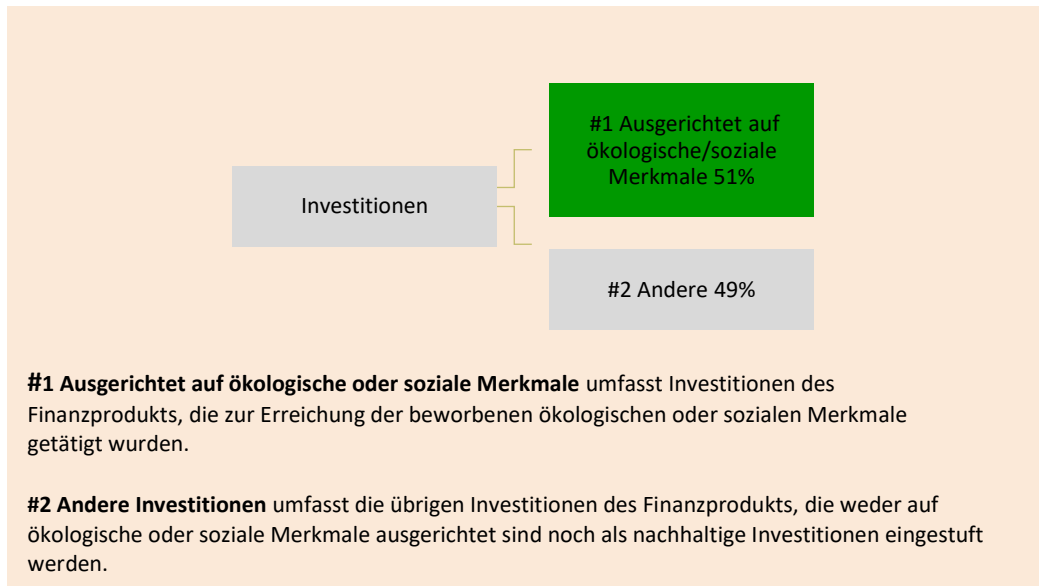 #1 Ausgerichtet auf
ökologische/soziale
Merkmale 51%
Investitionen
#2 Andere 49%
#1 Ausgerichtet auf ökologische oder soziale Merkmale umfasst Investitionen des
Finanzprodukts, die zur Erreichung der beworbenen ökologischen oder sozialen Merkmale
getätigt wurden.
#2 Andere Investitionen umfasst die übrigen Investitionen des Finanzprodukts, die weder auf
ökologische oder soziale Merkmale ausgerichtet sind noch als nachhaltige Investitionen eingestuft
werden.